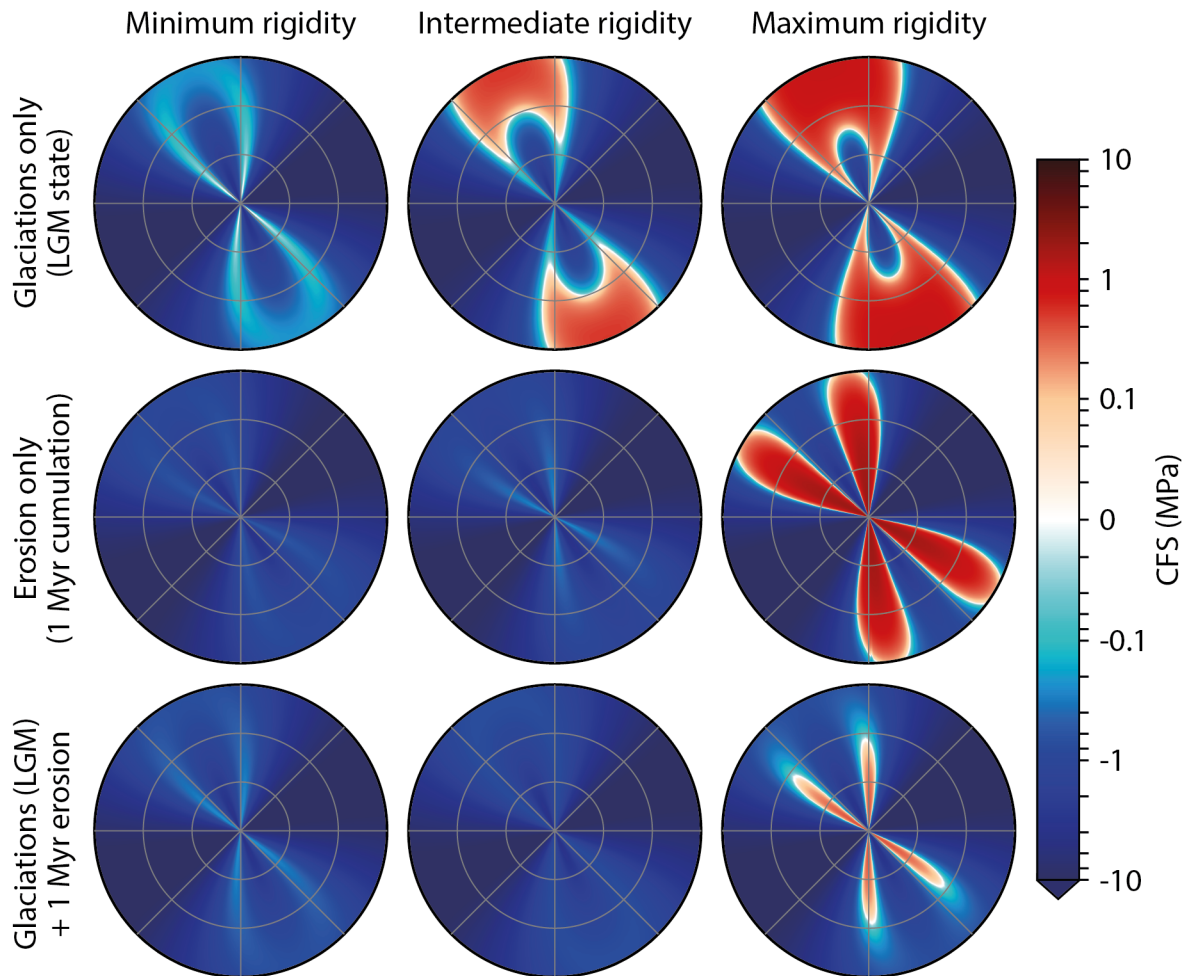 Minimum rigidity
Intermediate rigidity
Maximum rigidity
Glaciations only
(LGM state)
Erosion only
(1 Myr cumulation)
Glaciations (LGM)
+ 1 Myr erosion
10
1
0.1
0
-0.1
-1
-10
CFS (MPa)